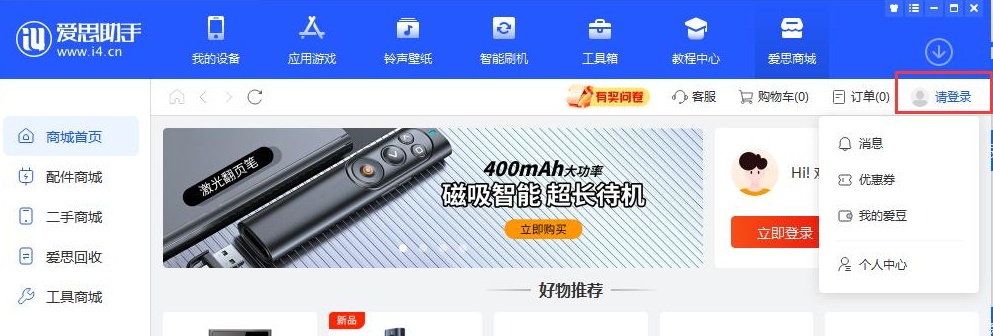 爱思助手
www.i4.cn
我的设备
应用游戏
铃声壁纸
智能刷机
工具箱
教程中心
爱思商城
有奖问卷
客服
购物车(0)
订单(0)
请登录
商城首页
配件商城
二手商城
爱思回收
工具商城
激光翻页笔
400mAh大功率
磁吸智能 超长待机
立即购买
Hi!
立即登录
消息
优惠券
我的爱豆
个人中心
好物推荐
新品